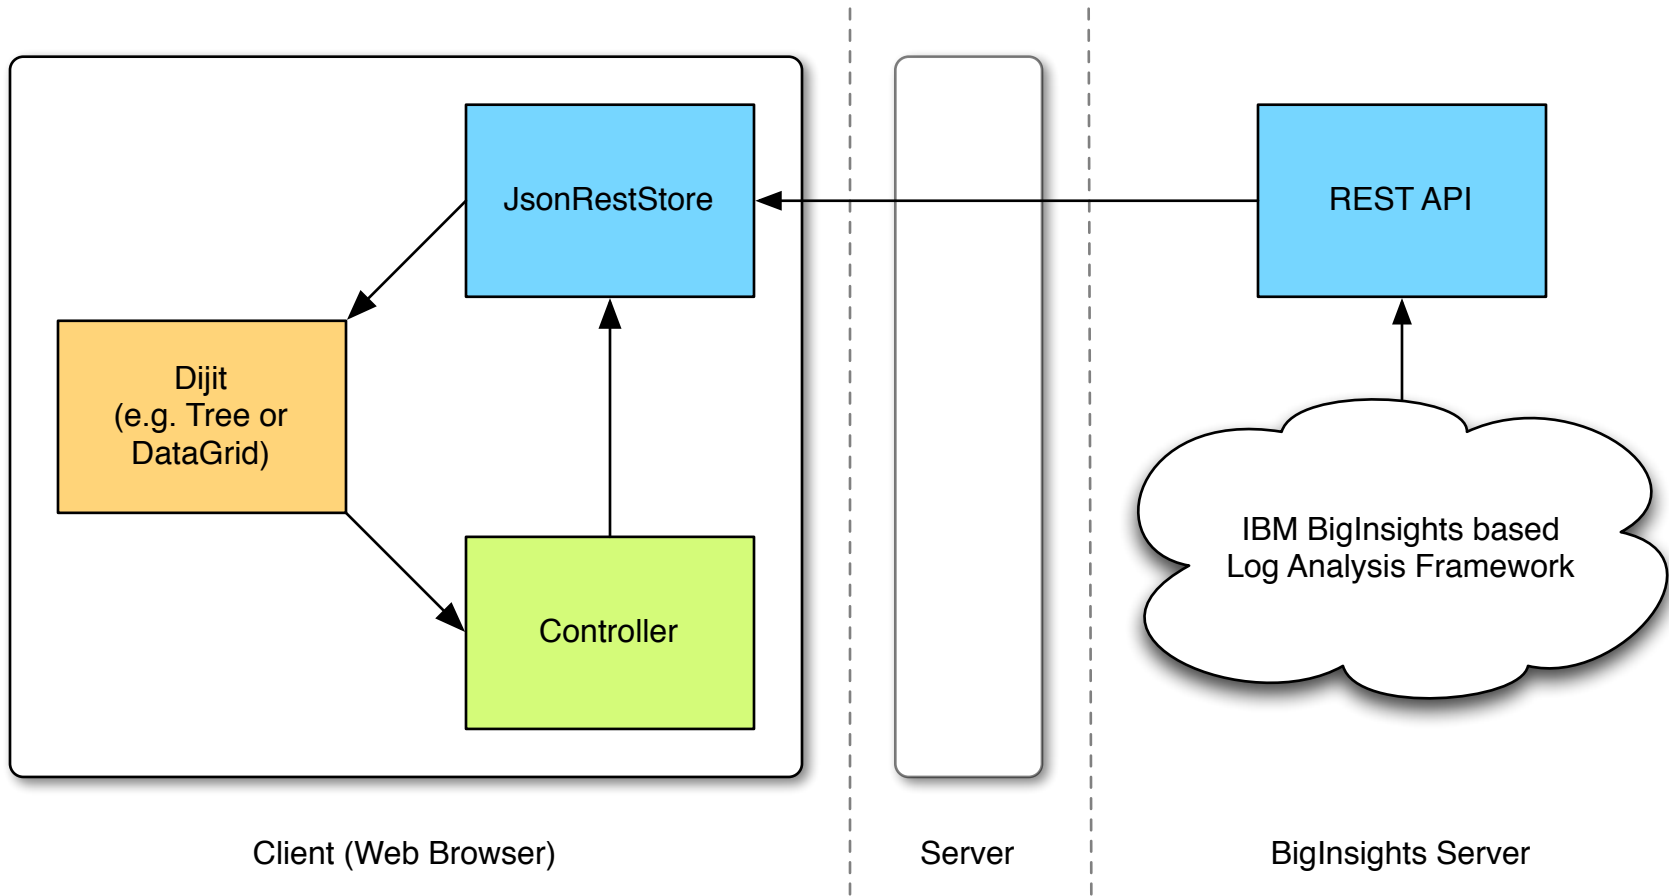 JsonRestStore
REST API
Dijit
(e.g. Tree or
DataGrid)
IBM BigInsights based
Log Analysis Framework
Controller
Client (Web Browser)
Server
BigInsights Server